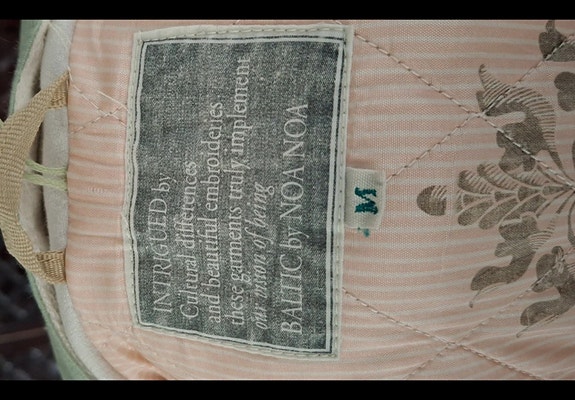 INTRIGUED by
Cultural differences
and beautiful embroideries
these garments truly implement
our vision of being
BALTIC by NOA NOA
M